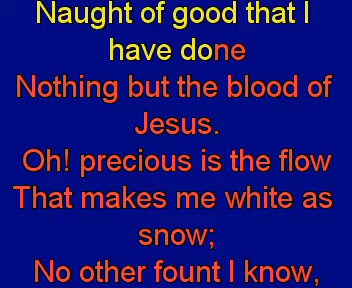 Naught of good that I
have done
Nothing but the blood of
Jesus.
Oh! precious is the flow
That makes me white as
snow;
No other fount I know,